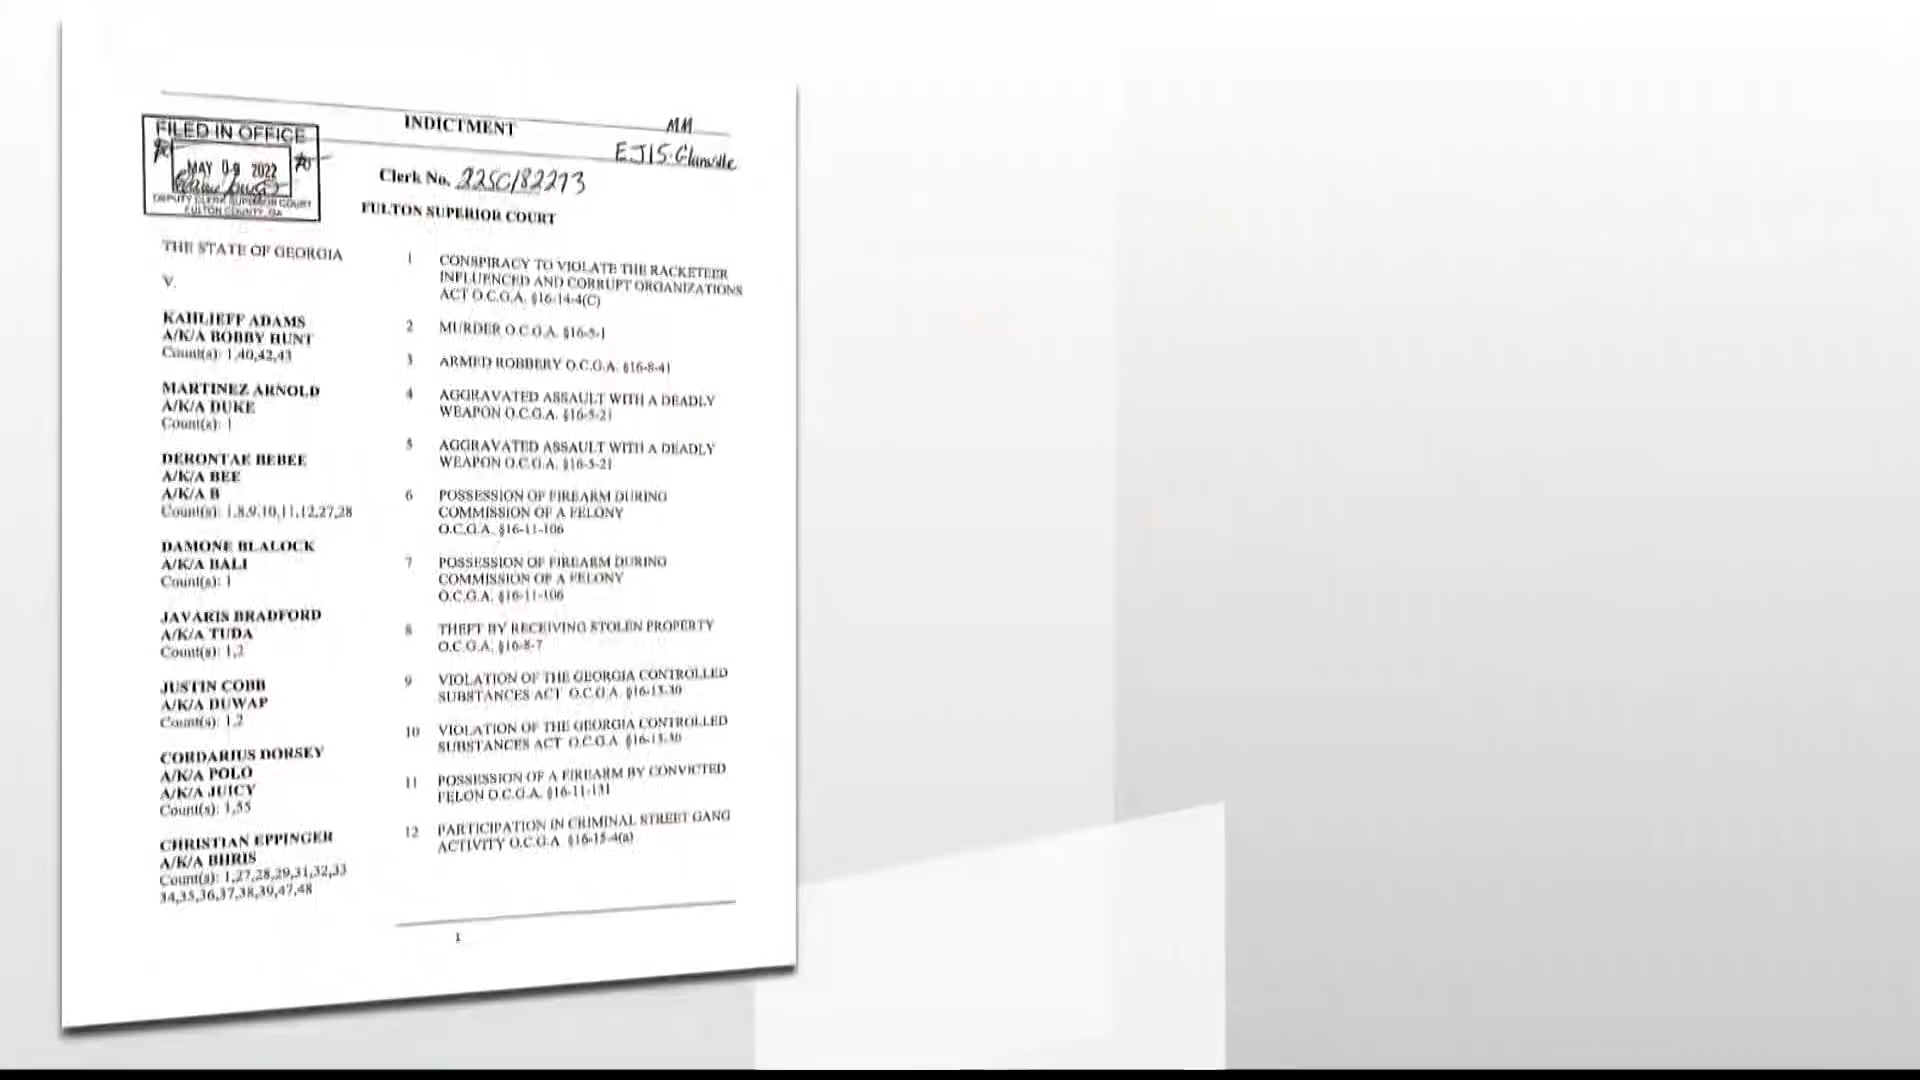 INDICTMENT
MM
EJ15-Glanville
FILED IN OFFICE
MAY 09 2022
DEPUTY CLERK SUPERIOR COURT
FULTON COUNTY, GA
Clerk No. 22SC182273
FULTON SUPERIOR COURT
THE STATE OF GEORGIA
V.
KAHLIEFF ADAMS
A/K/A BOBBY HUNT
Count(s): 1,40,42,43
MARTINEZ ARNOLD
A/K/A DUKE
Count(s): 1
DERONTAE BEBEE
A/K/A BEE
A/K/A B
Count(s): 1,8,9,10,11,12,27,28
DAMONE BLALOCK
A/K/A BALI
Count(s): 1
JAVARIS BRADFORD
A/K/A TUDA
Count(s): 1,2
JUSTIN COBB
A/K/A DUWAP
Count(s): 1,2
CORDARIUS DORSEY
A/K/A POLO
A/K/A JUICY
Count(s): 1,55
CHRISTIAN EPPINGER
A/K/A BHRIS
Count(s): 1,27,28,29,31,32,33
34,35,36,37,38,39,47,48
1 CONSPIRACY TO VIOLATE THE RACKETEER
INFLUENCED AND CORRUPT ORGANIZATIONS
ACT O.C.G.A. §16-14-4(C)
2 MURDER O.C.G.A. §16-5-1
3 ARMED ROBBERY O.C.G.A. §16-8-41
4 AGGRAVATED ASSAULT WITH A DEADLY
WEAPON O.C.G.A. §16-5-21
5 AGGRAVATED ASSAULT WITH A DEADLY
WEAPON O.C.G.A. §16-5-21
6 POSSESSION OF FIREARM DURING
COMMISSION OF A FELONY
O.C.G.A. §16-11-106
7 POSSESSION OF FIREARM DURING
COMMISSION OF A FELONY
O.C.G.A. §16-11-106
8 THEFT BY RECEIVING STOLEN PROPERTY
O.C.G.A. §16-8-7
9 VIOLATION OF THE GEORGIA CONTROLLED
SUBSTANCES ACT O.C.G.A. §16-13-30
10 VIOLATION OF THE GEORGIA CONTROLLED
SUBSTANCES ACT O.C.G.A. §16-13-30
11 POSSESSION OF A FIREARM BY CONVICTED
FELON O.C.G.A. §16-11-131
12 PARTICIPATION IN CRIMINAL STREET GANG
ACTIVITY O.C.G.A. §16-15-4(a)
1